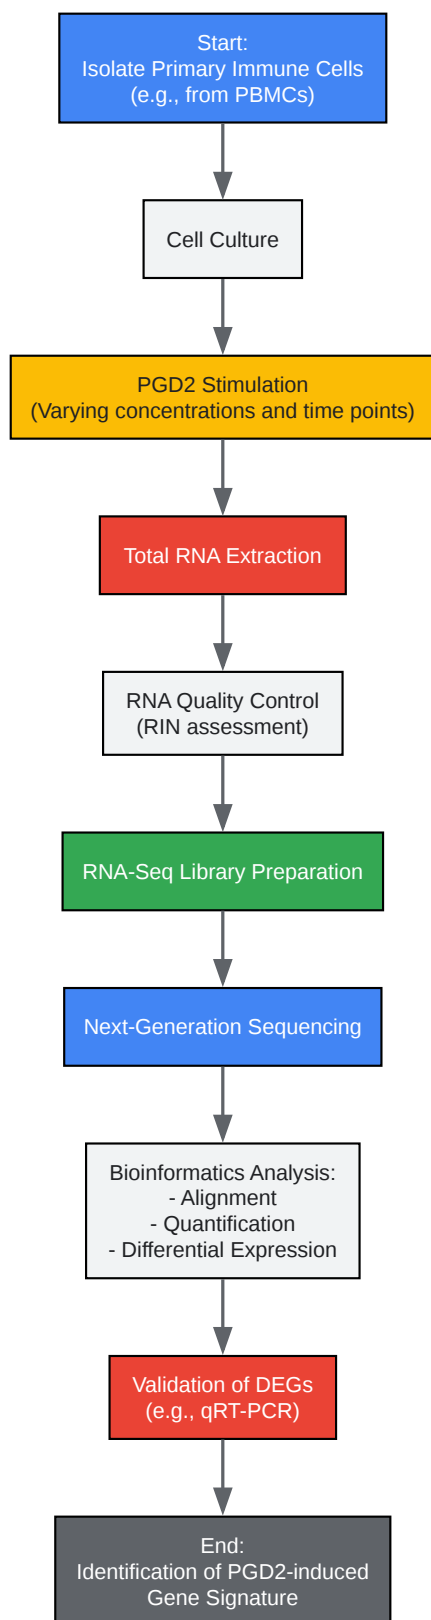 Start:
Isolate Primary Immune Cells
(e.g., from PBMCs)
Cell Culture
PGD2 Stimulation
(Varying concentrations and time points)
Total RNA Extraction
RNA Quality Control
(RIN assessment)
RNA-Seq Library Preparation
Next-Generation Sequencing
Bioinformatics Analysis:
- Alignment
- Quantification
- Differential Expression
Validation of DEGs
(e.g., qRT-PCR)
End:
Identification of PGD2-induced
Gene Signature